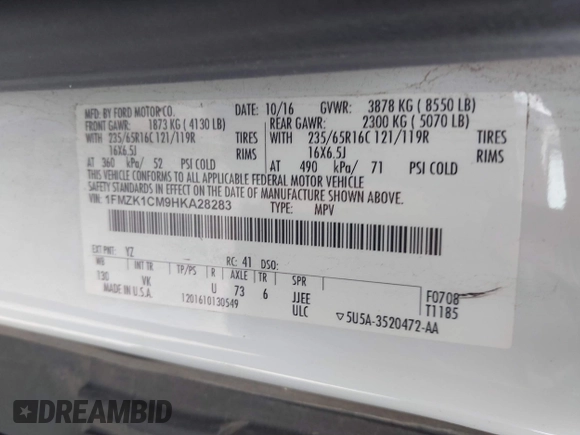 MFD. BY FORD MOTOR CO. DATE: 10/16 GVWR: 3878 KG ( 8550 LB)
FRONT GAWR: 1873 KG ( 4130 LB) REAR GAWR: 2300 KG ( 5070 LB)
WITH 235/65R16C 121/119R TIRES WITH 235/65R16C 121/119R TIRES
16X6.5J RIMS 16X6.5J RIMS
AT 360 kPa/ 52 PSI COLD AT 490 kPa/ 71 PSI COLD
THIS VEHICLE CONFORMS TO ALL APPLICABLE FEDERAL MOTOR VEHICLE
SAFETY STANDARDS IN EFFECT ON THE DATE OF MANUFACTURE SHOWN ABOVE.
VIN: 1FMZK1CM9HKA28283 TYPE: MPV
EXT PNT: YZ RC: 41 DSO:
WB INT TR TP/PS R AXLE TR SPR
130 VK U 73 6 JJEE
ULC
F0708
T1185
MADE IN U.S.A. 1201610130549 ▽5U5A-3520472-AA
DREAMBID